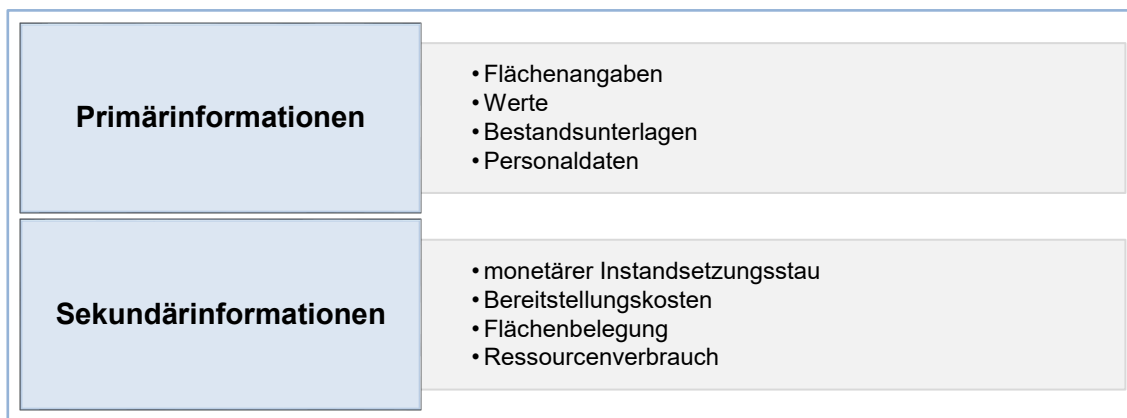 Primärinformationen
• Flächenangaben
• Werte
• Bestandsunterlagen
• Personaldaten
Sekundärinformationen
• monetärer Instandsetzungsstau
• Bereitstellungskosten
• Flächenbelegung
• Ressourcenverbrauch